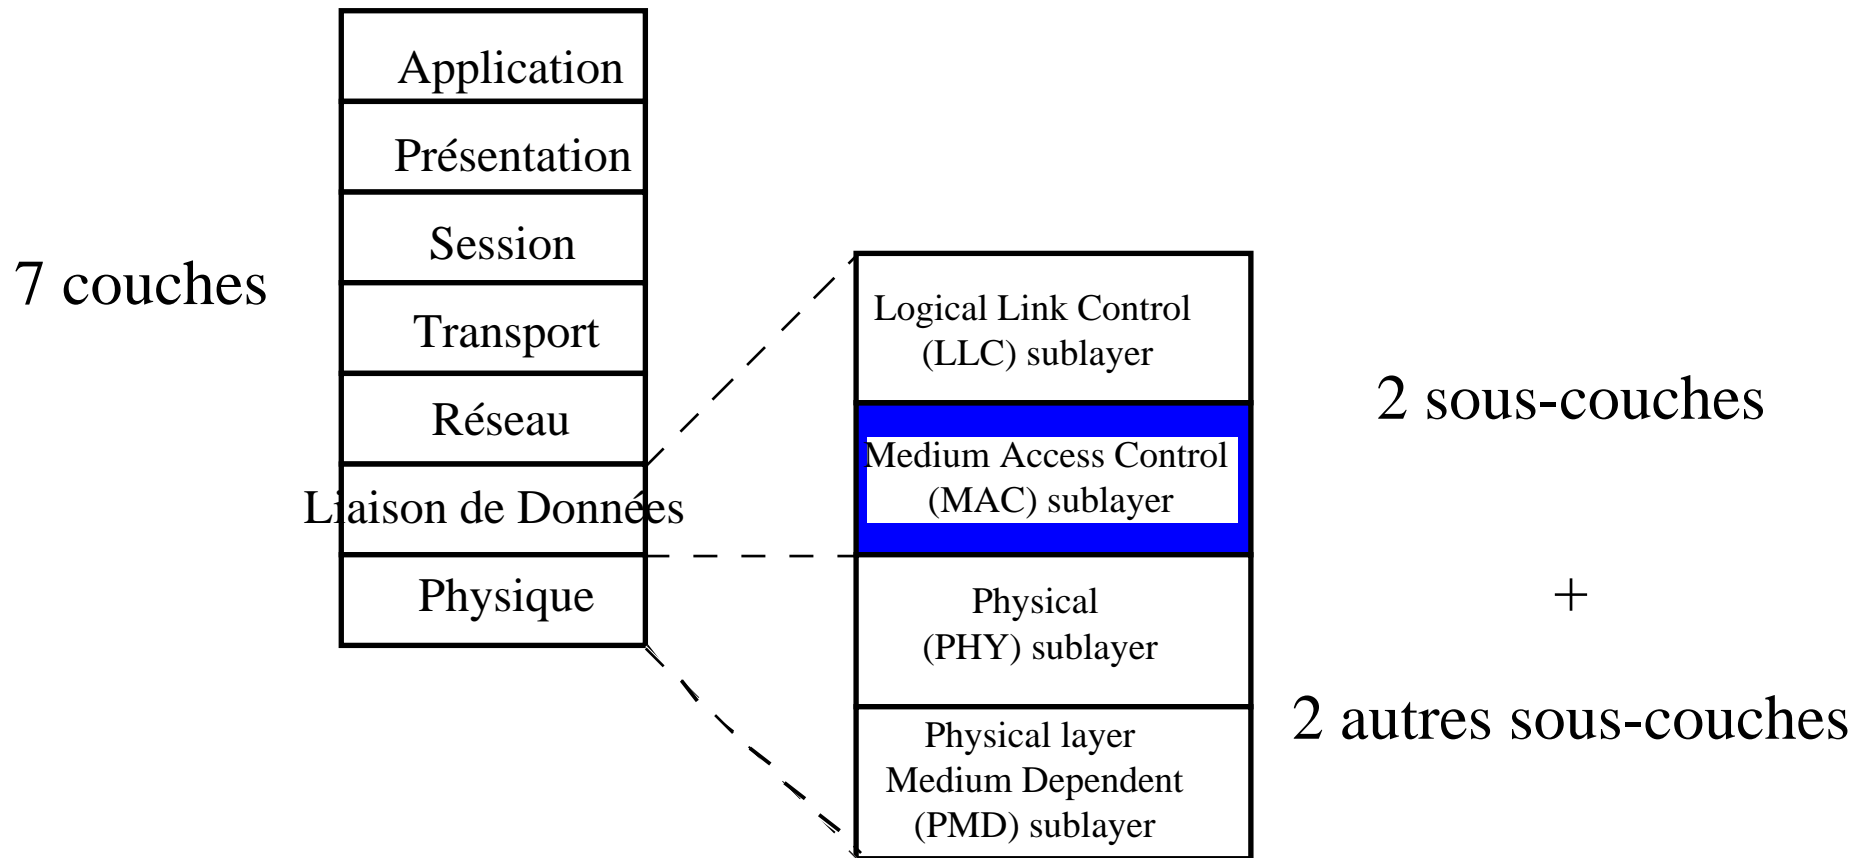 Application
Présentation
Session
7 couches
Transport
Réseau
Liaison de Données
Physique
Logical Link Control
(LLC) sublayer
Medium Access Control
(MAC) sublayer
Physical
(PHY) sublayer
Physical layer
Medium Dependent
(PMD) sublayer
2 sous-couches
+
2 autres sous-couches